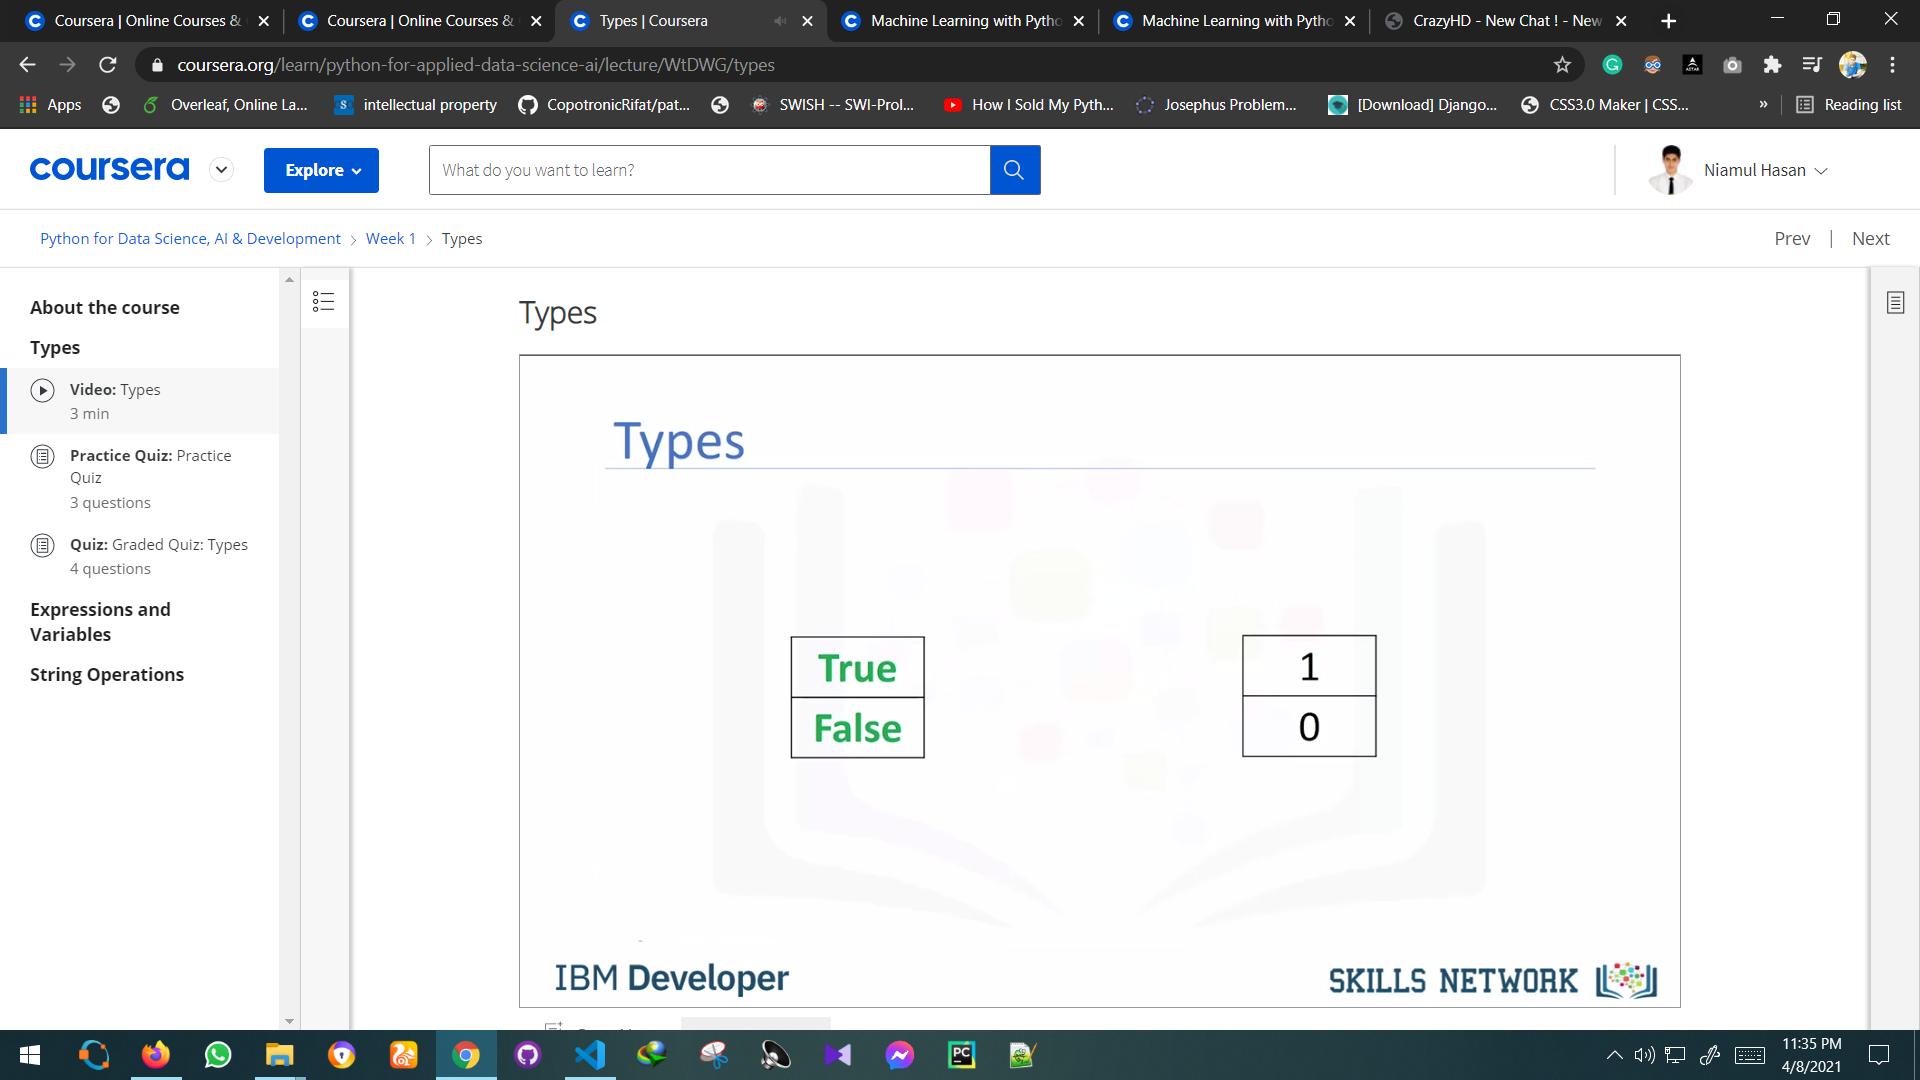 Coursera | Online Courses &
Coursera | Online Courses &
Types | Coursera
Machine Learning with Pytho
Machine Learning with Pytho
CrazyHD - New Chat ! - New
coursera.org/learn/python-for-applied-data-science-ai/lecture/WtDWG/types
Apps
Overleaf, Online La...
intellectual property
CopotronicRifat/pat...
SWISH -- SWI-Prol...
How I Sold My Pyth...
Josephus Problem...
[Download] Django...
CSS3.0 Maker | CSS...
»
Reading list
coursera
Explore
What do you want to learn?
Niamul Hasan
Python for Data Science, AI & Development > Week 1 > Types
Prev | Next
About the course
Types
Video: Types
3 min
Practice Quiz: Practice
Quiz
3 questions
Quiz: Graded Quiz: Types
4 questions
Expressions and
Variables
String Operations
Types
Types
True
False
1
0
IBM Developer
SKILLS NETWORK
11:35 PM
4/8/2021